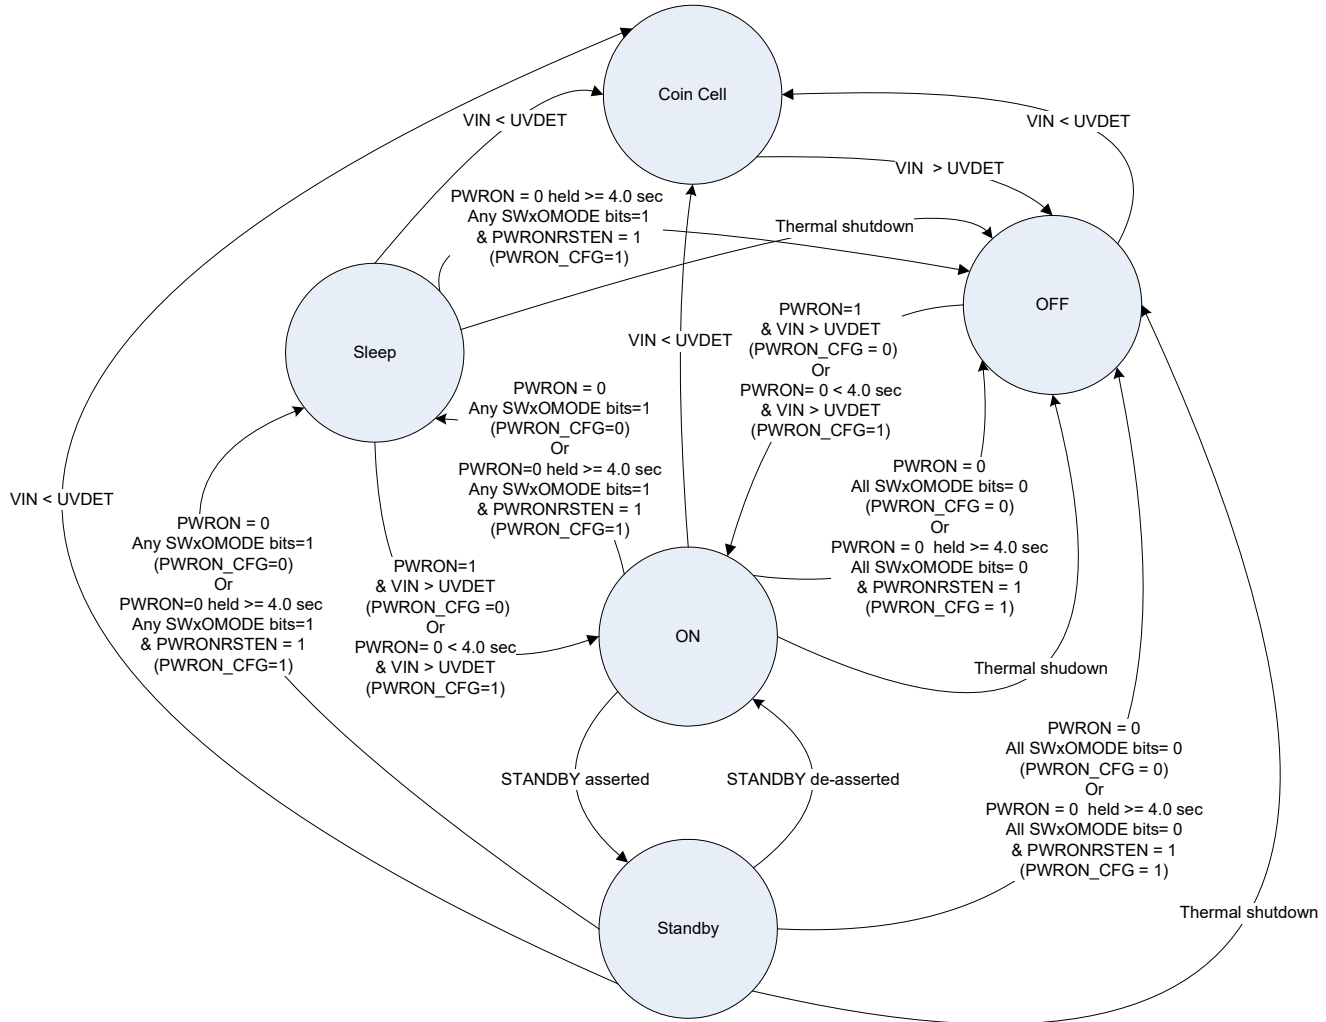 Coin Cell
VIN < UVDET
VIN < UVDET
VIN > UVDET
PWRON = 0 held >= 4.0 sec
Any SWxOMODE bits=1
& PWRONRSTEN = 1
(PWRON_CFG=1)
Thermal shutdown
OFF
Sleep
VIN < UVDET
PWRON=1
& VIN > UVDET
(PWRON_CFG = 0)
Or
PWRON= 0 < 4.0 sec
& VIN > UVDET
(PWRON_CFG=1)
PWRON = 0
Any SWxOMODE bits=1
(PWRON_CFG=0)
Or
PWRON=0 held >= 4.0 sec
Any SWxOMODE bits=1
& PWRONRSTEN = 1
(PWRON_CFG=1)
PWRON = 0
All SWxOMODE bits= 0
(PWRON_CFG = 0)
Or
PWRON = 0  held >= 4.0 sec
All SWxOMODE bits= 0
& PWRONRSTEN = 1
(PWRON_CFG = 1)
VIN < UVDET
PWRON = 0
Any SWxOMODE bits=1
(PWRON_CFG=0)
Or
PWRON=0 held >= 4.0 sec
Any SWxOMODE bits=1
& PWRONRSTEN = 1
(PWRON_CFG=1)
PWRON=1
& VIN > UVDET
(PWRON_CFG =0)
Or
PWRON= 0 < 4.0 sec
& VIN > UVDET
(PWRON_CFG=1)
ON
Thermal shudown
STANDBY asserted
STANDBY de-asserted
PWRON = 0
All SWxOMODE bits= 0
(PWRON_CFG = 0)
Or
PWRON = 0  held >= 4.0 sec
All SWxOMODE bits= 0
& PWRONRSTEN = 1
(PWRON_CFG = 1)
Thermal shutdown
Standby